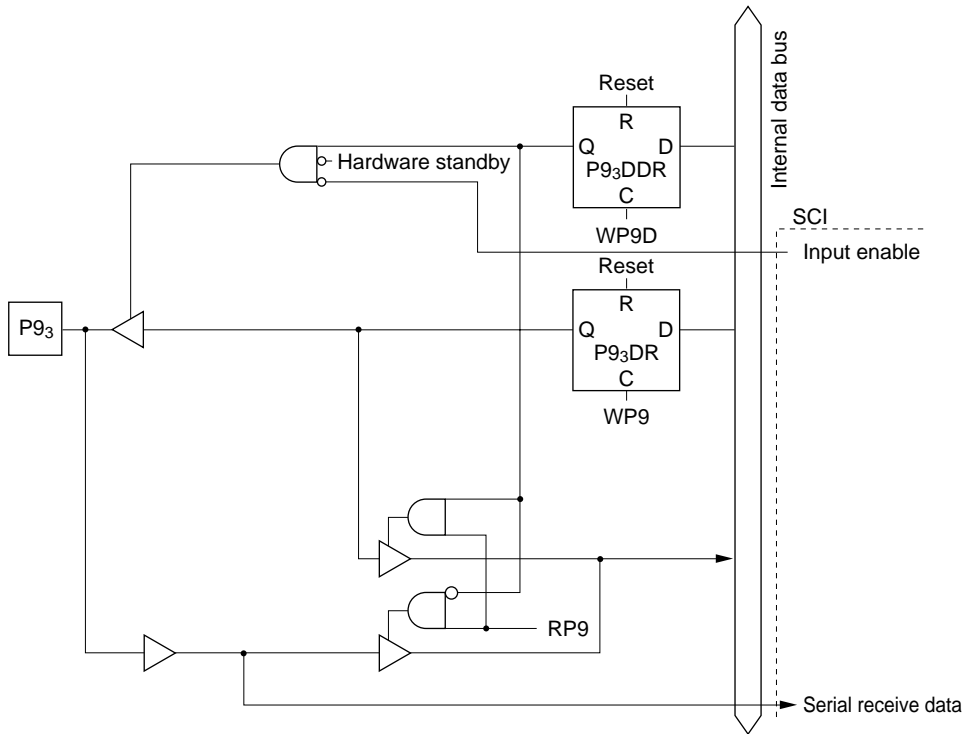 Reset
R
Q D
P9₃DDR
C
WP9D
Hardware standby
Internal data bus
SCI
Input enable
Reset
R
Q D
P9₃DR
C
WP9
P9₃
RP9
Serial receive data